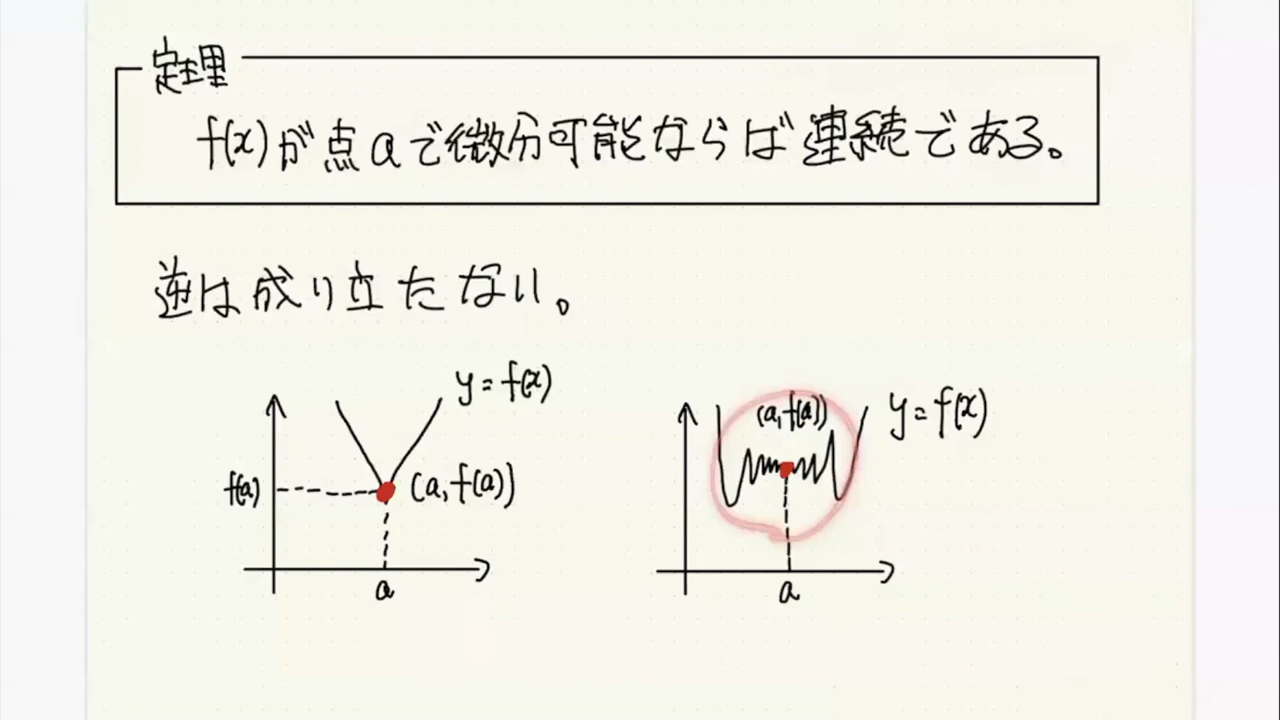 定理
f(x)が点aで微分可能ならば連続である。
逆は成り立たない。
y=f(x)
f(a)
(a,f(a))
a
(a,f(a))
y=f(x)
a